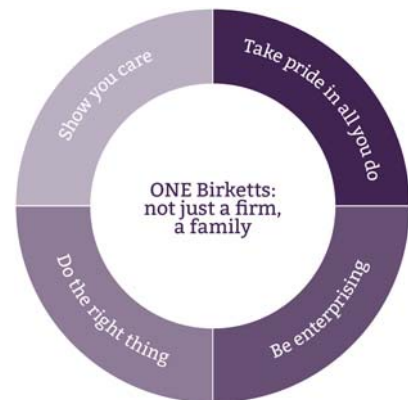 Show you care
Take pride in all you do
ONE Birketts:
not just a firm,
a family
Do the right thing
Be enterprising